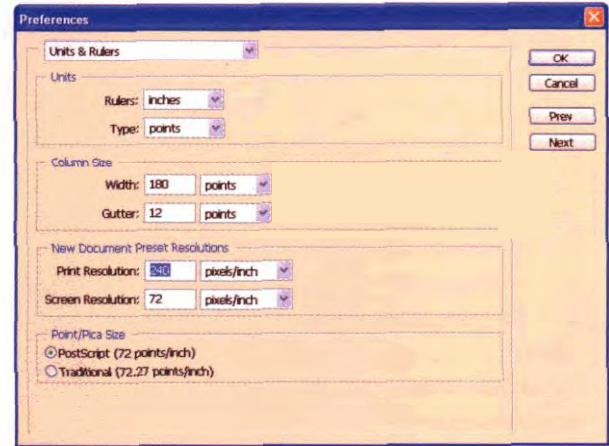 Preferences
Units & Rulers
OK
Cancel
Prev
Next
Units
Rulers: inches
Type: points
Column Size
Width: 180 points
Gutter: 12 points
New Document Preset Resolutions
Print Resolution: 240 pixels/inch
Screen Resolution: 72 pixels/inch
Point/Pica Size
PostScript (72 points/inch)
Traditional (72.27 points/inch)